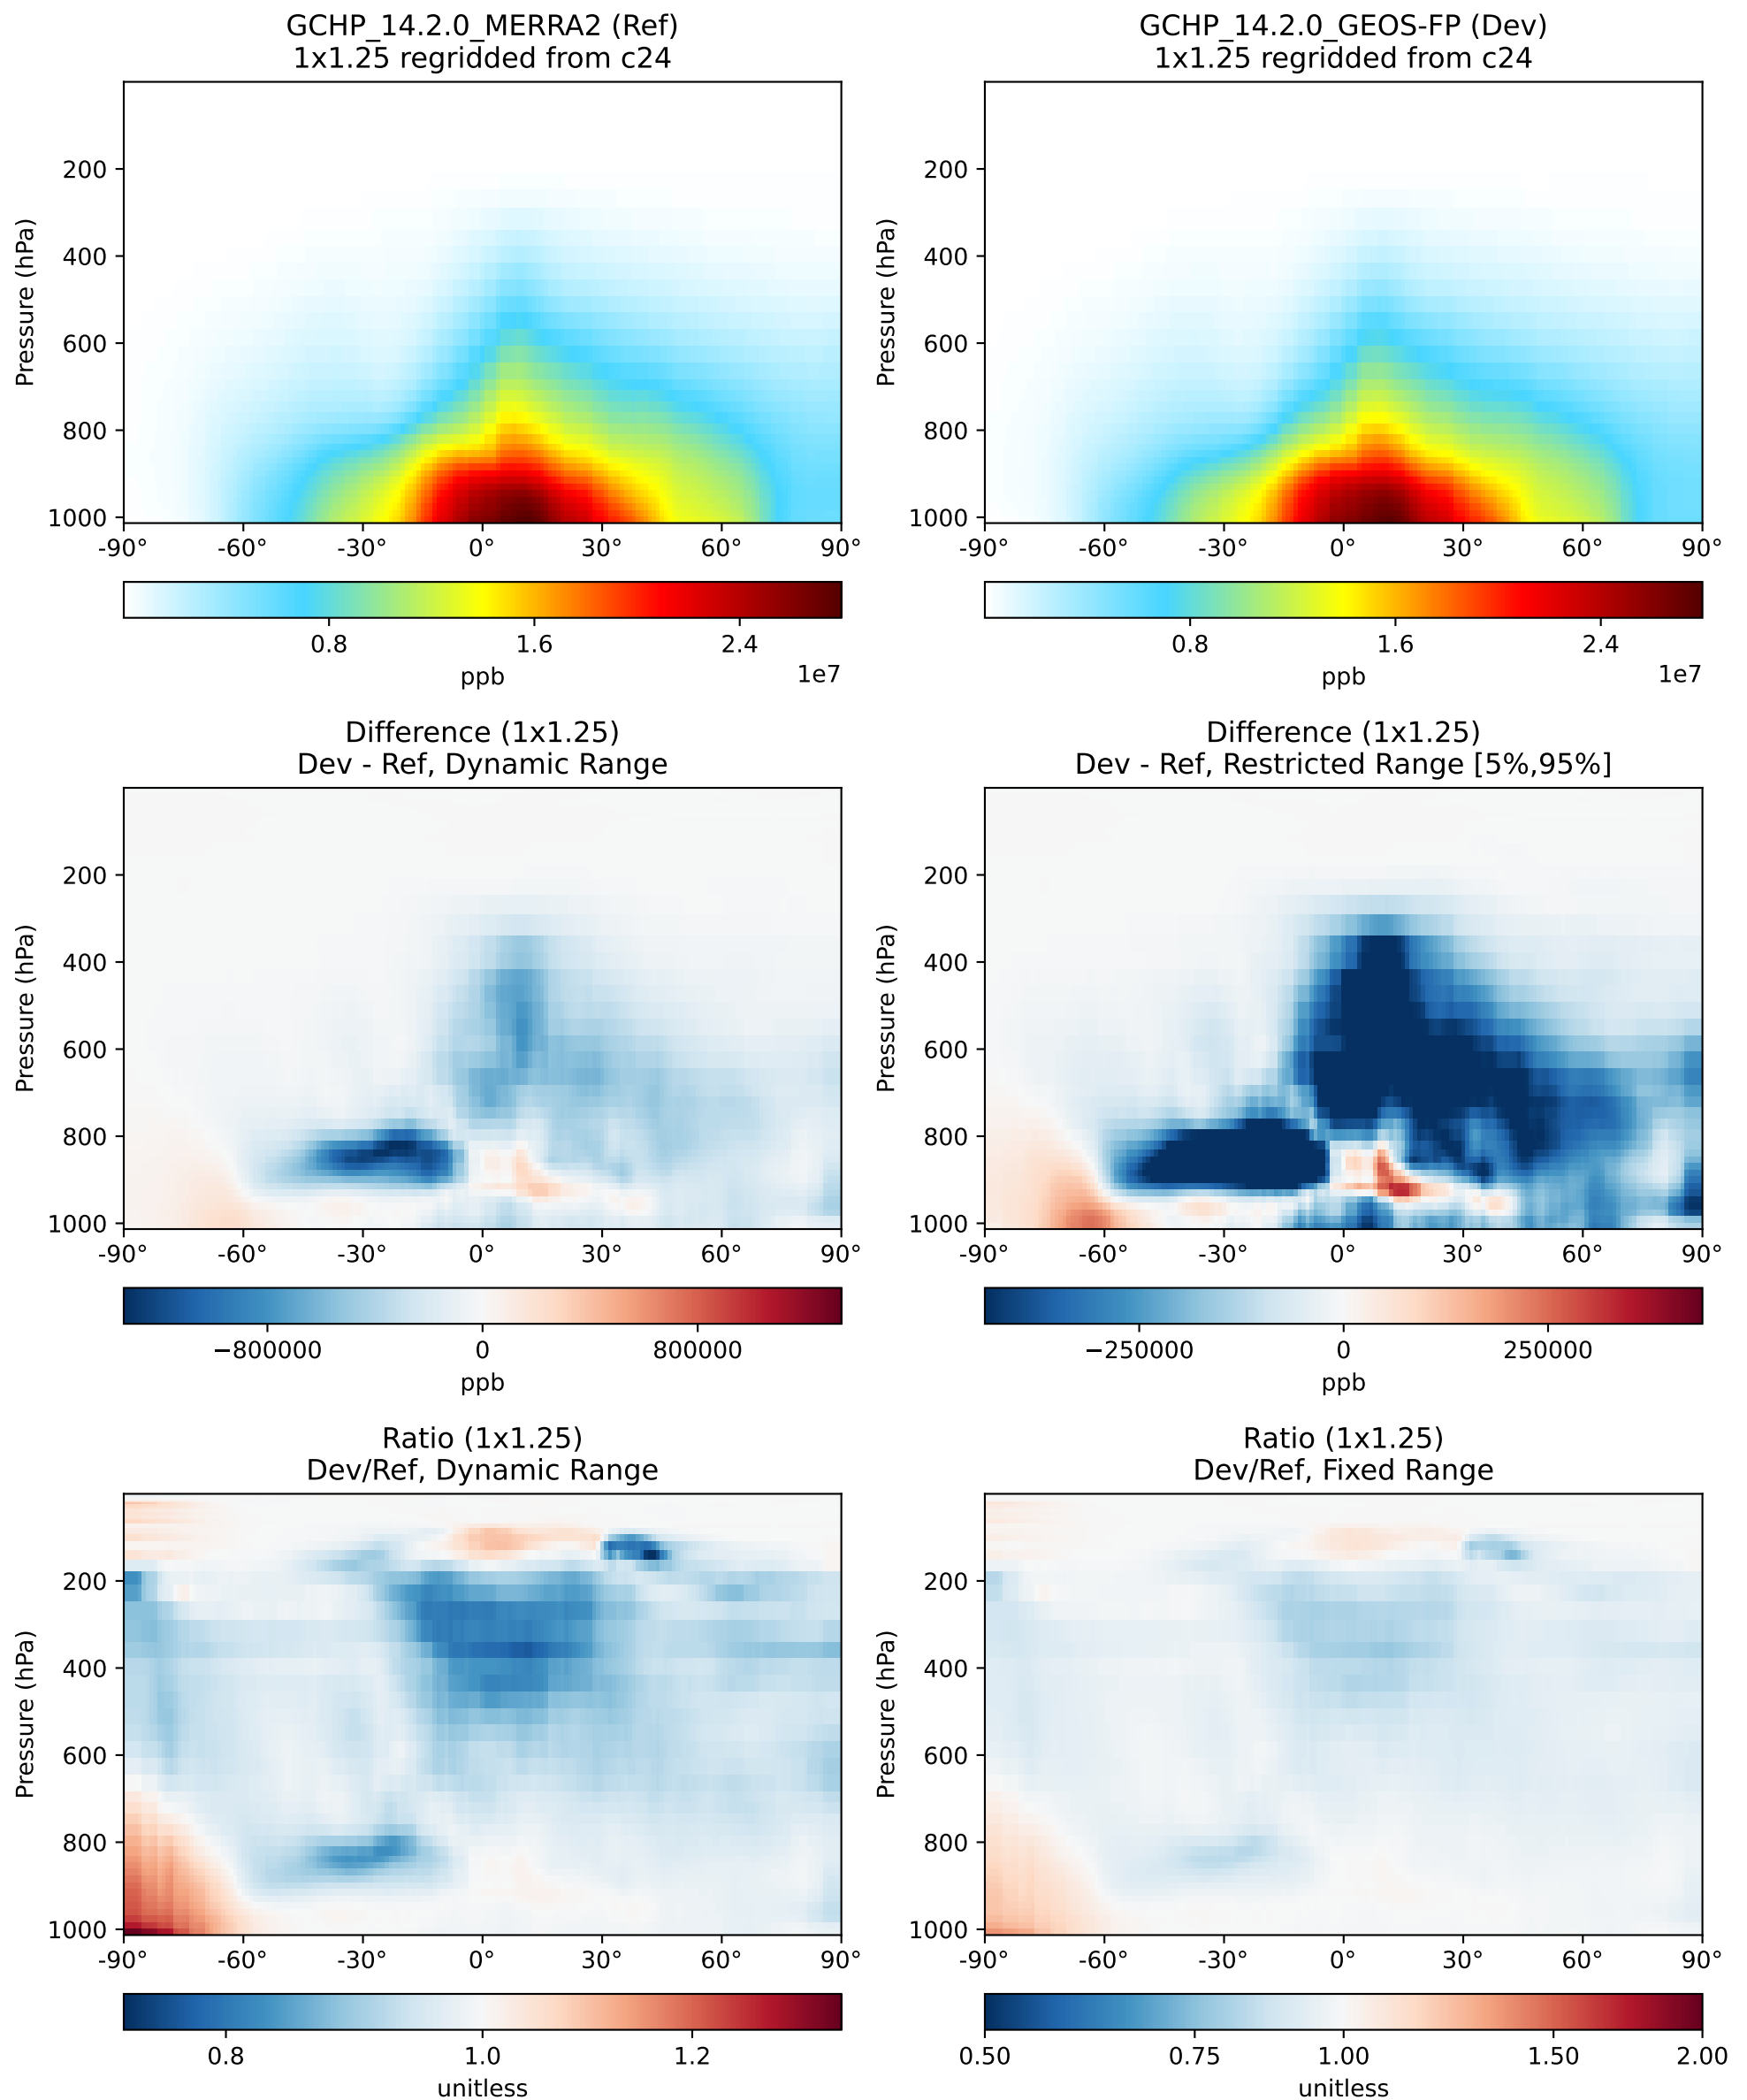 GCHP_14.2.0_MERRA2 (Ref)
1x1.25 regridded from c24
Pressure (hPa)
200
400
600
800
1000
-90° -60° -30° 0° 30° 60° 90°
0.8 1.6 2.4
1e7
ppb
GCHP_14.2.0_GEOS-FP (Dev)
1x1.25 regridded from c24
Pressure (hPa)
200
400
600
800
1000
-90° -60° -30° 0° 30° 60° 90°
0.8 1.6 2.4
1e7
ppb
Difference (1x1.25)
Dev - Ref, Dynamic Range
Pressure (hPa)
200
400
600
800
1000
-90° -60° -30° 0° 30° 60° 90°
−800000 0 800000
ppb
Difference (1x1.25)
Dev - Ref, Restricted Range [5%,95%]
Pressure (hPa)
200
400
600
800
1000
-90° -60° -30° 0° 30° 60° 90°
−250000 0 250000
ppb
Ratio (1x1.25)
Dev/Ref, Dynamic Range
Pressure (hPa)
200
400
600
800
1000
-90° -60° -30° 0° 30° 60° 90°
0.8 1.0 1.2
unitless
Ratio (1x1.25)
Dev/Ref, Fixed Range
Pressure (hPa)
200
400
600
800
1000
-90° -60° -30° 0° 30° 60° 90°
0.50 0.75 1.00 1.50 2.00
unitless